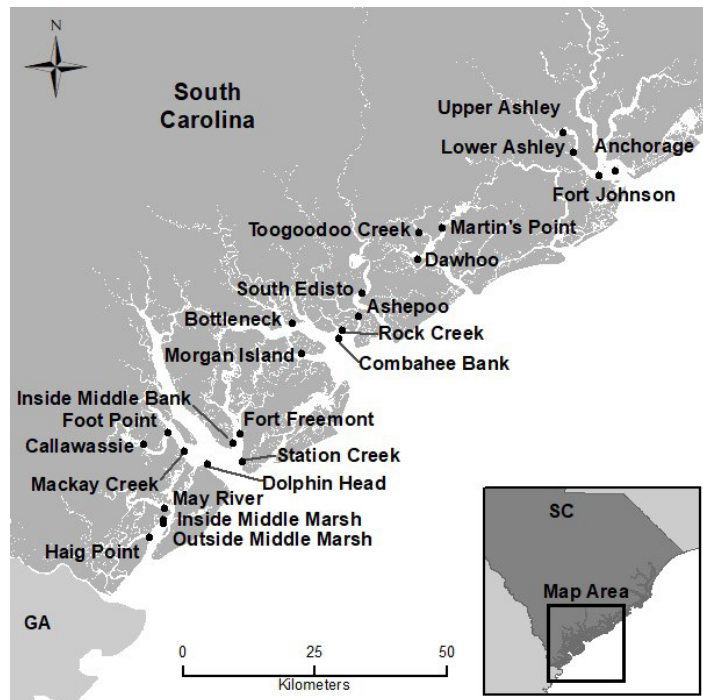 N
South
Carolina
Upper Ashley
Lower Ashley
Anchorage
Fort Johnson
Toogoodoo Creek
Martin's Point
Dawhoo
South Edisto
Ashepoo
Bottleneck
Rock Creek
Morgan Island
Combahee Bank
Inside Middle Bank
Foot Point
Fort Freemont
Callawassie
Station Creek
Mackay Creek
Dolphin Head
May River
Inside Middle Marsh
Haig Point
Outside Middle Marsh
SC
Map Area
GA
0 25 50
Kilometers